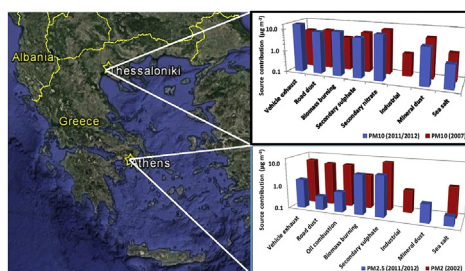 Albania
Thessaloniki
Greece
Athens
Source contribution (µg m⁻³)
10.0
1.0
0.1
Vehicle exhaust
Road dust
Biomass burning
Secondary sulphate
Secondary nitrate
Industrial
Mineral dust
Sea salt
PM10 (2011/2012)
PM10 (2007)
Source contribution (µg m⁻³)
10.0
1.0
0.1
Vehicle exhaust
Road dust
Oil combustion
Biomass burning
Secondary sulphate
Industrial
Mineral dust
Sea salt
PM2.5 (2011/2012)
PM2 (2002)